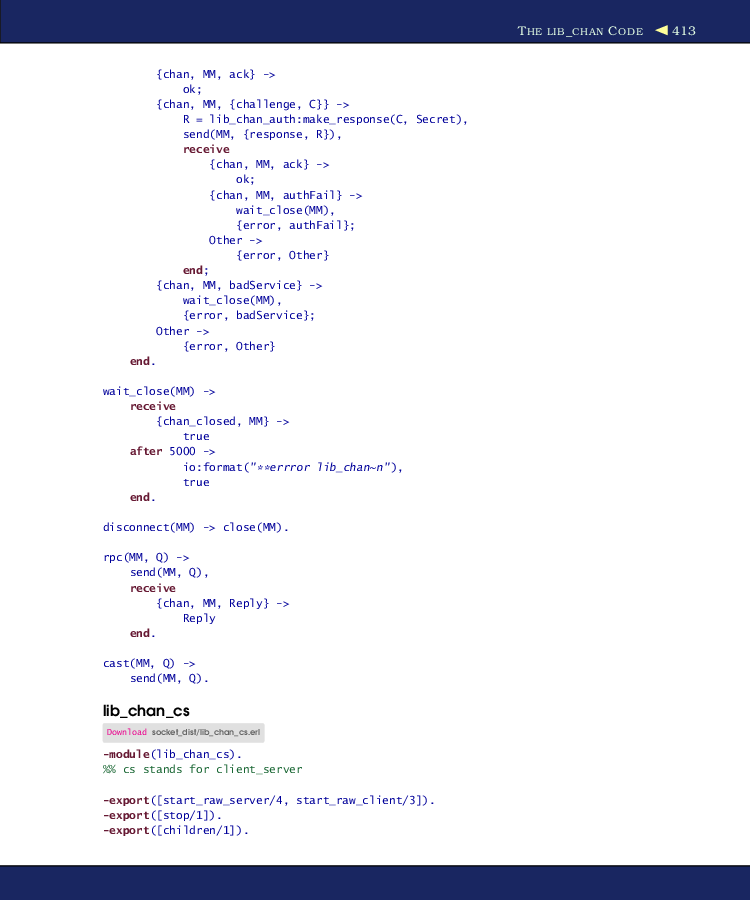 THE LIB_CHAN CODE ◀ 413
{chan, MM, ack} ->
ok;
{chan, MM, {challenge, C}} ->
R = lib_chan_auth:make_response(C, Secret),
send(MM, {response, R}),
receive
{chan, MM, ack} ->
ok;
{chan, MM, authFail} ->
wait_close(MM),
{error, authFail};
Other ->
{error, Other}
end;
{chan, MM, badService} ->
wait_close(MM),
{error, badService};
Other ->
{error, Other}
end.
wait_close(MM) ->
receive
{chan_closed, MM} ->
true
after 5000 ->
io:format("**errror lib_chan~n"),
true
end.
disconnect(MM) -> close(MM).
rpc(MM, Q) ->
send(MM, Q),
receive
{chan, MM, Reply} ->
Reply
end.
cast(MM, Q) ->
send(MM, Q).
lib_chan_cs
Download socket_dist/lib_chan_cs.erl
-module(lib_chan_cs).
%% cs stands for client_server
-export([start_raw_server/4, start_raw_client/3]).
-export([stop/1]).
-export([children/1]).